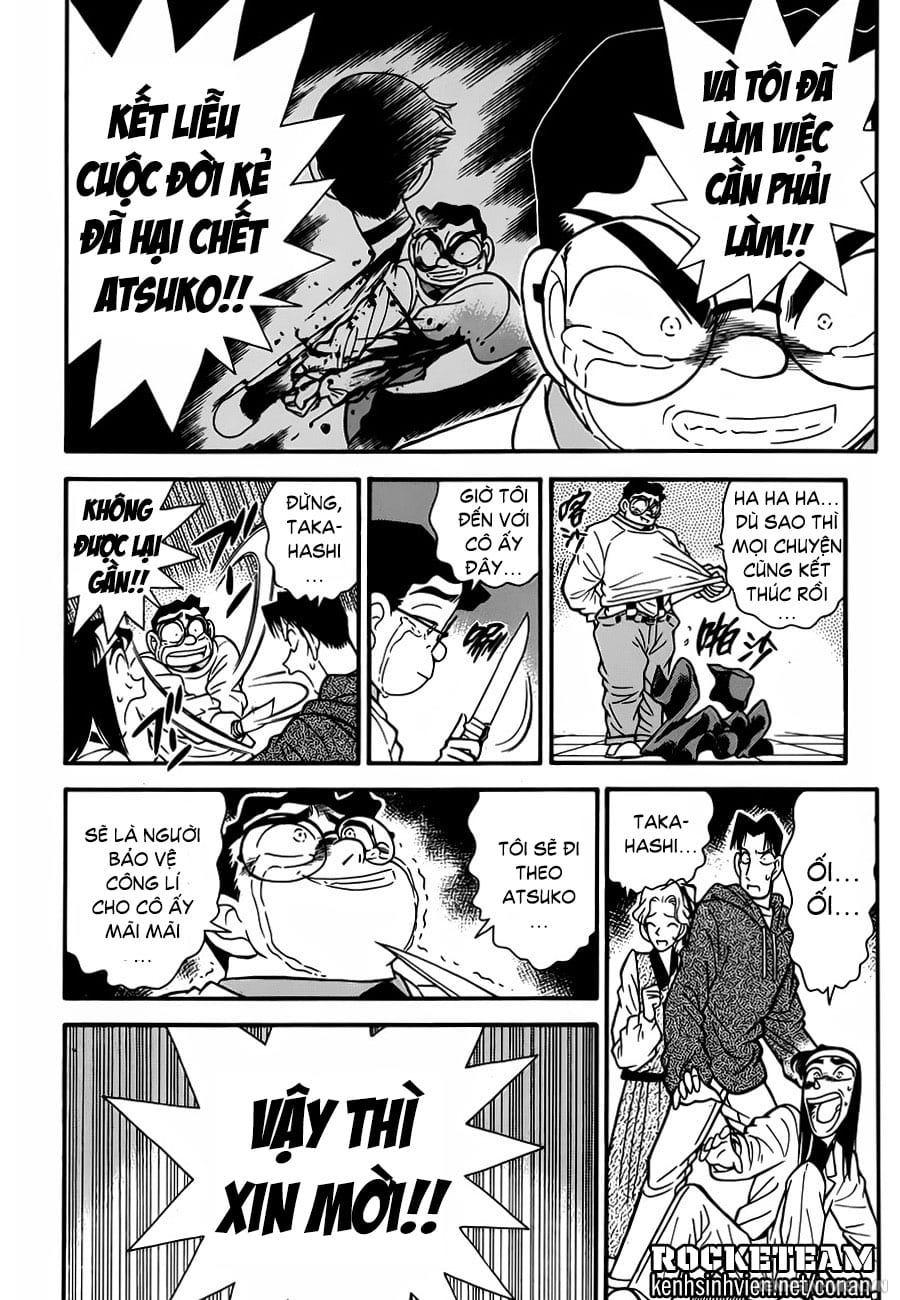 VÀ TÔI ĐÃ
LÀM VIỆC
CẦN PHẢI
LÀM!!
KẾT LIỄU
CUỘC ĐỜI KẺ
ĐÃ HẠI CHẾT
ATSUKO!!
HA HA HA...
DÙ SAO THÌ
MỌI CHUYỆN
CŨNG KẾT
THÚC RỒI
...
GIỜ TÔI
ĐẾN VỚI
CÔ ẤY
ĐÂY...
ĐỪNG,
TAKA-
HASHI
...
KHÔNG
ĐƯỢC LẠI
GẦN!!
ỐI...
ỐI...
TAKA-
HASHI...
TÔI SẼ ĐI
THEO
ATSUKO
...
SẼ LÀ NGƯỜI
BẢO VỆ
CÔNG LÍ
CHO CÔ ẤY
MÃI MÃI
...
VẬY THÌ
XIN MỜI!!
ROCKETEAM
kenhsinhvien.net/conan